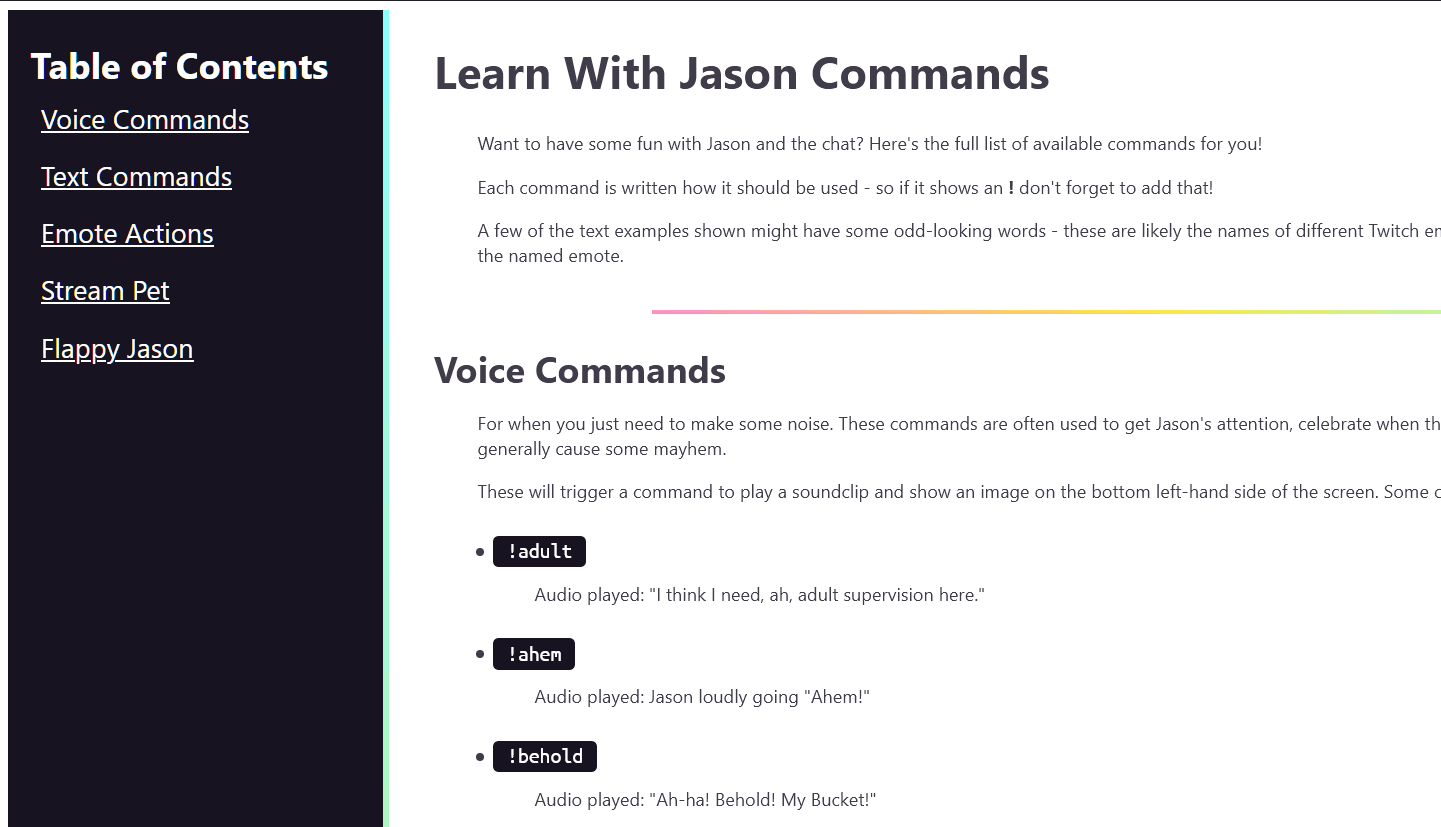 Table of Contents
Voice Commands
Text Commands
Emote Actions
Stream Pet
Flappy Jason
Learn With Jason Commands
Want to have some fun with Jason and the chat? Here's the full list of available commands for you!
Each command is written how it should be used - so if it shows an ! don't forget to add that!
A few of the text examples shown might have some odd-looking words - these are likely the names of different Twitch
the named emote.
Voice Commands
For when you just need to make some noise. These commands are often used to get Jason's attention, celebrate when
generally cause some mayhem.
These will trigger a command to play a soundclip and show an image on the bottom left-hand side of the screen. Some
!adult
Audio played: "I think I need, ah, adult supervision here."
!ahem
Audio played: Jason loudly going "Ahem!"
!behold
Audio played: "Ah-ha! Behold! My Bucket!"